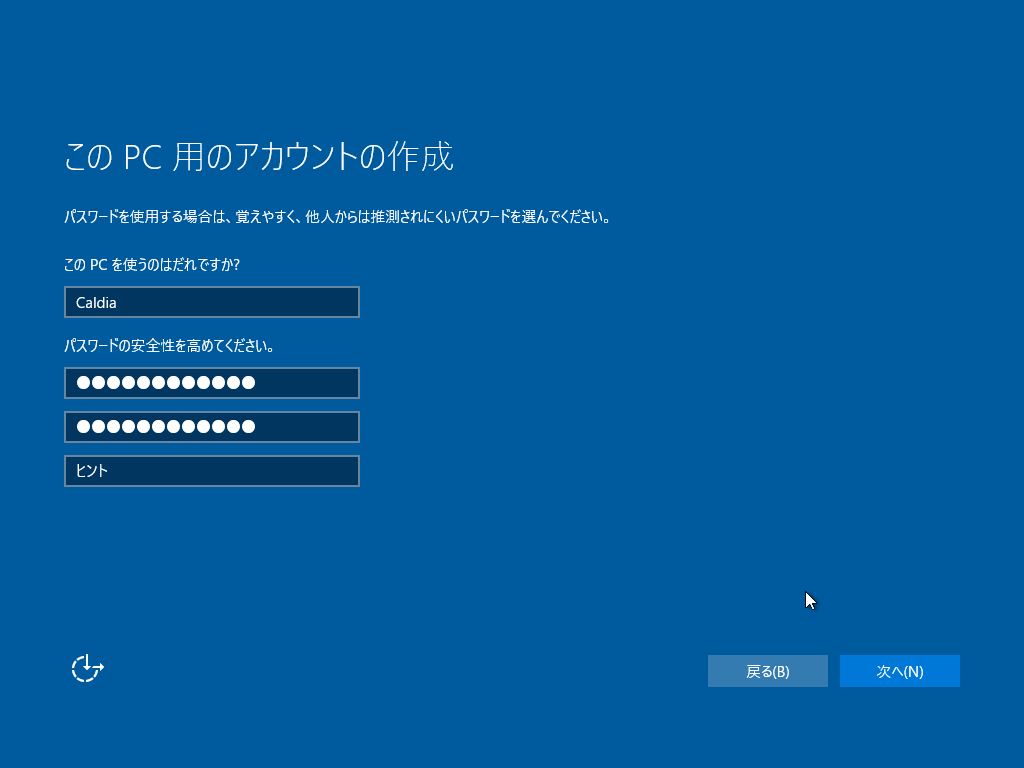 この PC 用のアカウントの作成
パスワードを使用する場合は、覚えやすく、他人からは推測されにくいパスワードを選んでください。
この PC を使うのはだれですか?
Caldia
パスワードの安全性を高めてください。
●●●●●●●●●●●●
●●●●●●●●●●●●
ヒント
戻る(B)
次へ(N)